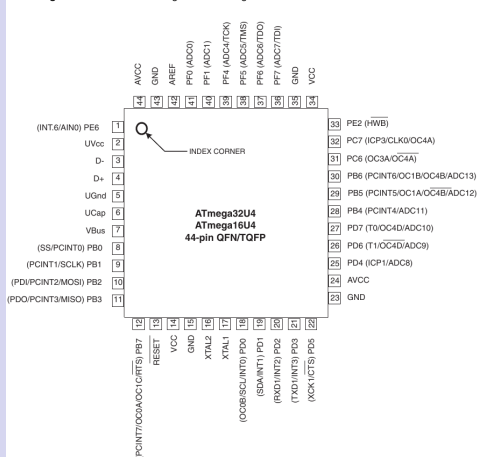 AVCC
GND
AREF
PF0 (ADC0)
PF1 (ADC1)
PF4 (ADC4/TCK)
PF5 (ADC5/TMS)
PF6 (ADC6/TDO)
PF7 (ADC7/TDI)
GND
VCC
44
43
42
41
40
39
38
37
36
35
34
(INT.6/AIN0) PE6 1
UVcc 2
D- 3
D+ 4
UGnd 5
UCap 6
VBus 7
(SS/PCINT0) PB0 8
(PCINT1/SCLK) PB1 9
(PDI/PCINT2/MOSI) PB2 10
(PDO/PCINT3/MISO) PB3 11
INDEX CORNER
ATmega32U4
ATmega16U4
44-pin QFN/TQFP
33 PE2 (HWB)
32 PC7 (ICP3/CLK0/OC4A)
31 PC6 (OC3A/OC4A)
30 PB6 (PCINT6/OC1B/OC4B/ADC13)
29 PB5 (PCINT5/OC1A/OC4B/ADC12)
28 PB4 (PCINT4/ADC11)
27 PD7 (T0/OC4D/ADC10)
26 PD6 (T1/OC4D/ADC9)
25 PD4 (ICP1/ADC8)
24 AVCC
23 GND
12
13
14
15
16
17
18
19
20
21
22
(PCINT7/OC0A/OC1C/RTS) PB7
RESET
VCC
GND
XTAL2
XTAL1
(OC0B/SCL/INT0) PD0
(SDA/INT1) PD1
(RXD1/INT2) PD2
(TXD1/INT3) PD3
(XCK1/CTS) PD5